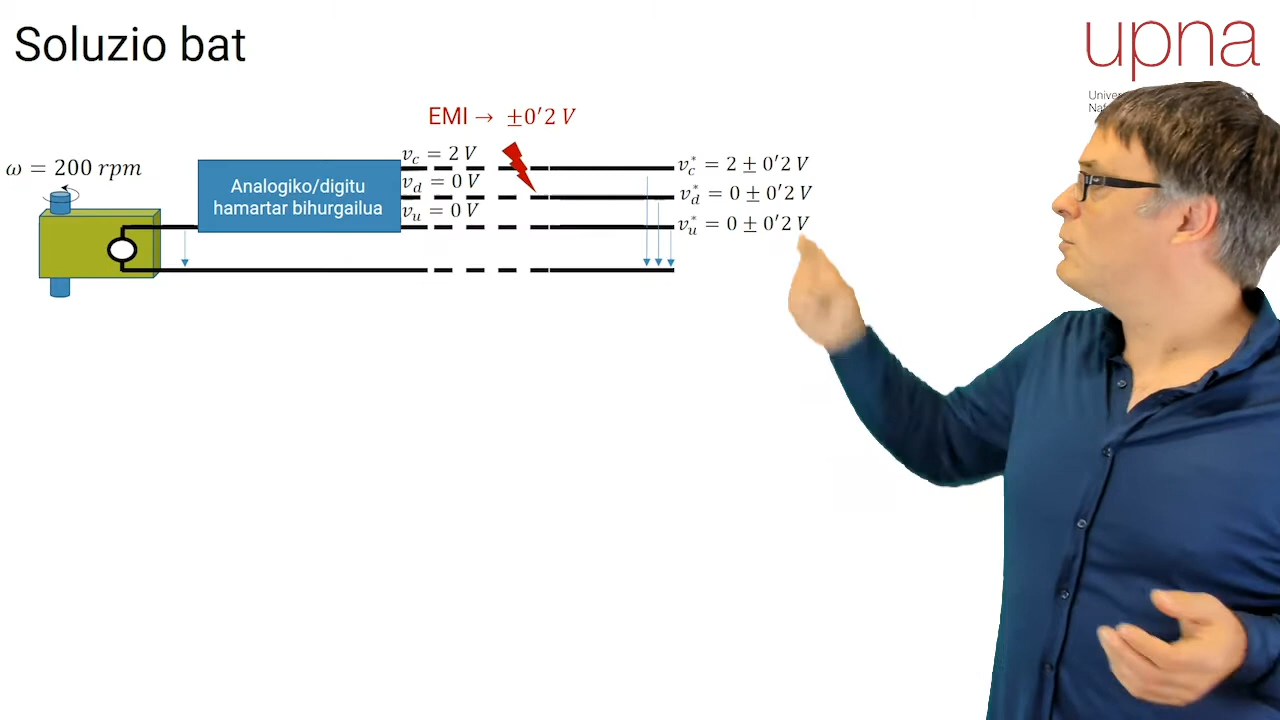 Soluzio bat
upna
EMI → ±0′2 V
ω = 200 rpm
Analogiko/digitu
hamartar bihurgailua
v_c = 2 V
v_d = 0 V
v_u = 0 V
v_c^* = 2 ± 0′2 V
v_d^* = 0 ± 0′2 V
v_u^* = 0 ± 0′2 V